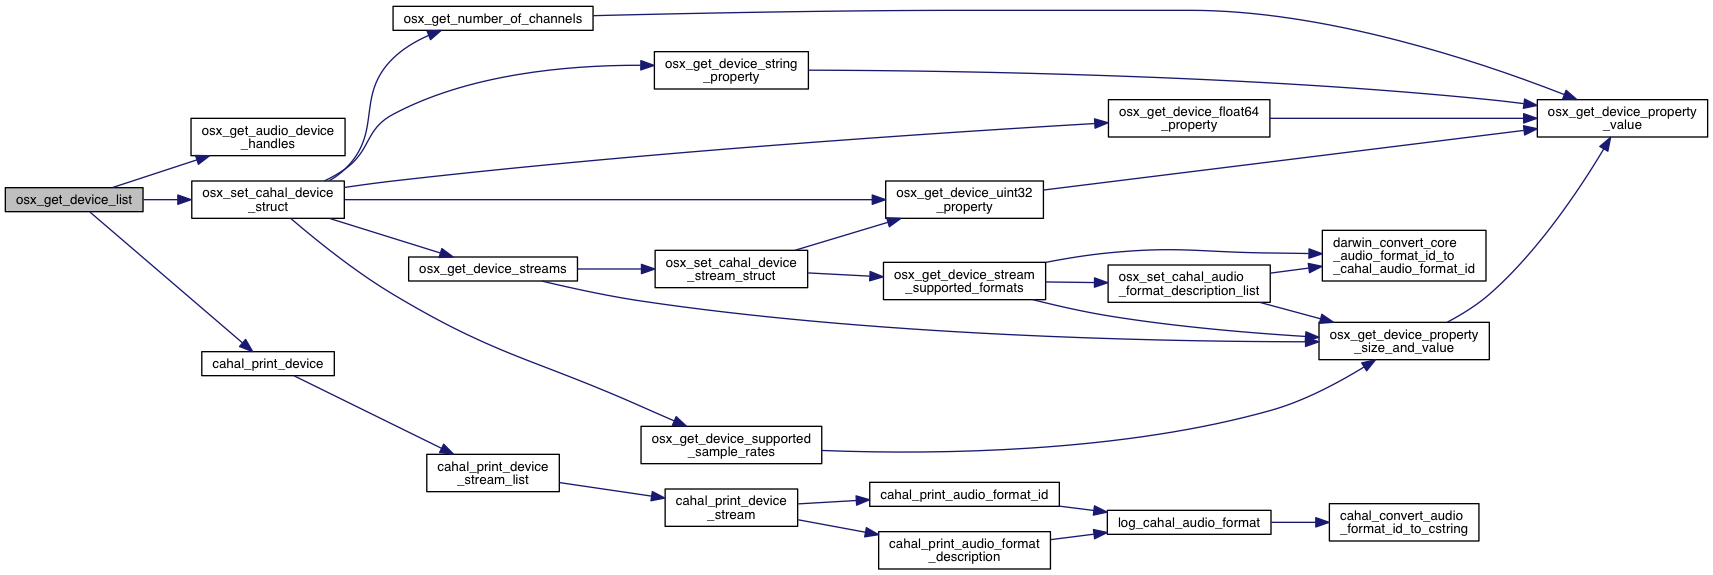 osx_get_number_of_channels
osx_get_device_string
_property
osx_get_device_float64
_property
osx_get_device_property
_value
osx_get_audio_device
_handles
osx_get_device_list
osx_set_cahal_device
_struct
osx_get_device_uint32
_property
osx_get_device_streams
osx_set_cahal_device
_stream_struct
osx_get_device_stream
_supported_formats
osx_set_cahal_audio
_format_description_list
darwin_convert_core
_audio_format_id_to
_cahal_audio_format_id
osx_get_device_property
_size_and_value
cahal_print_device
osx_get_device_supported
_sample_rates
cahal_print_device
_stream_list
cahal_print_device
_stream
cahal_print_audio_format_id
cahal_print_audio_format
_description
log_cahal_audio_format
cahal_convert_audio
_format_id_to_cstring